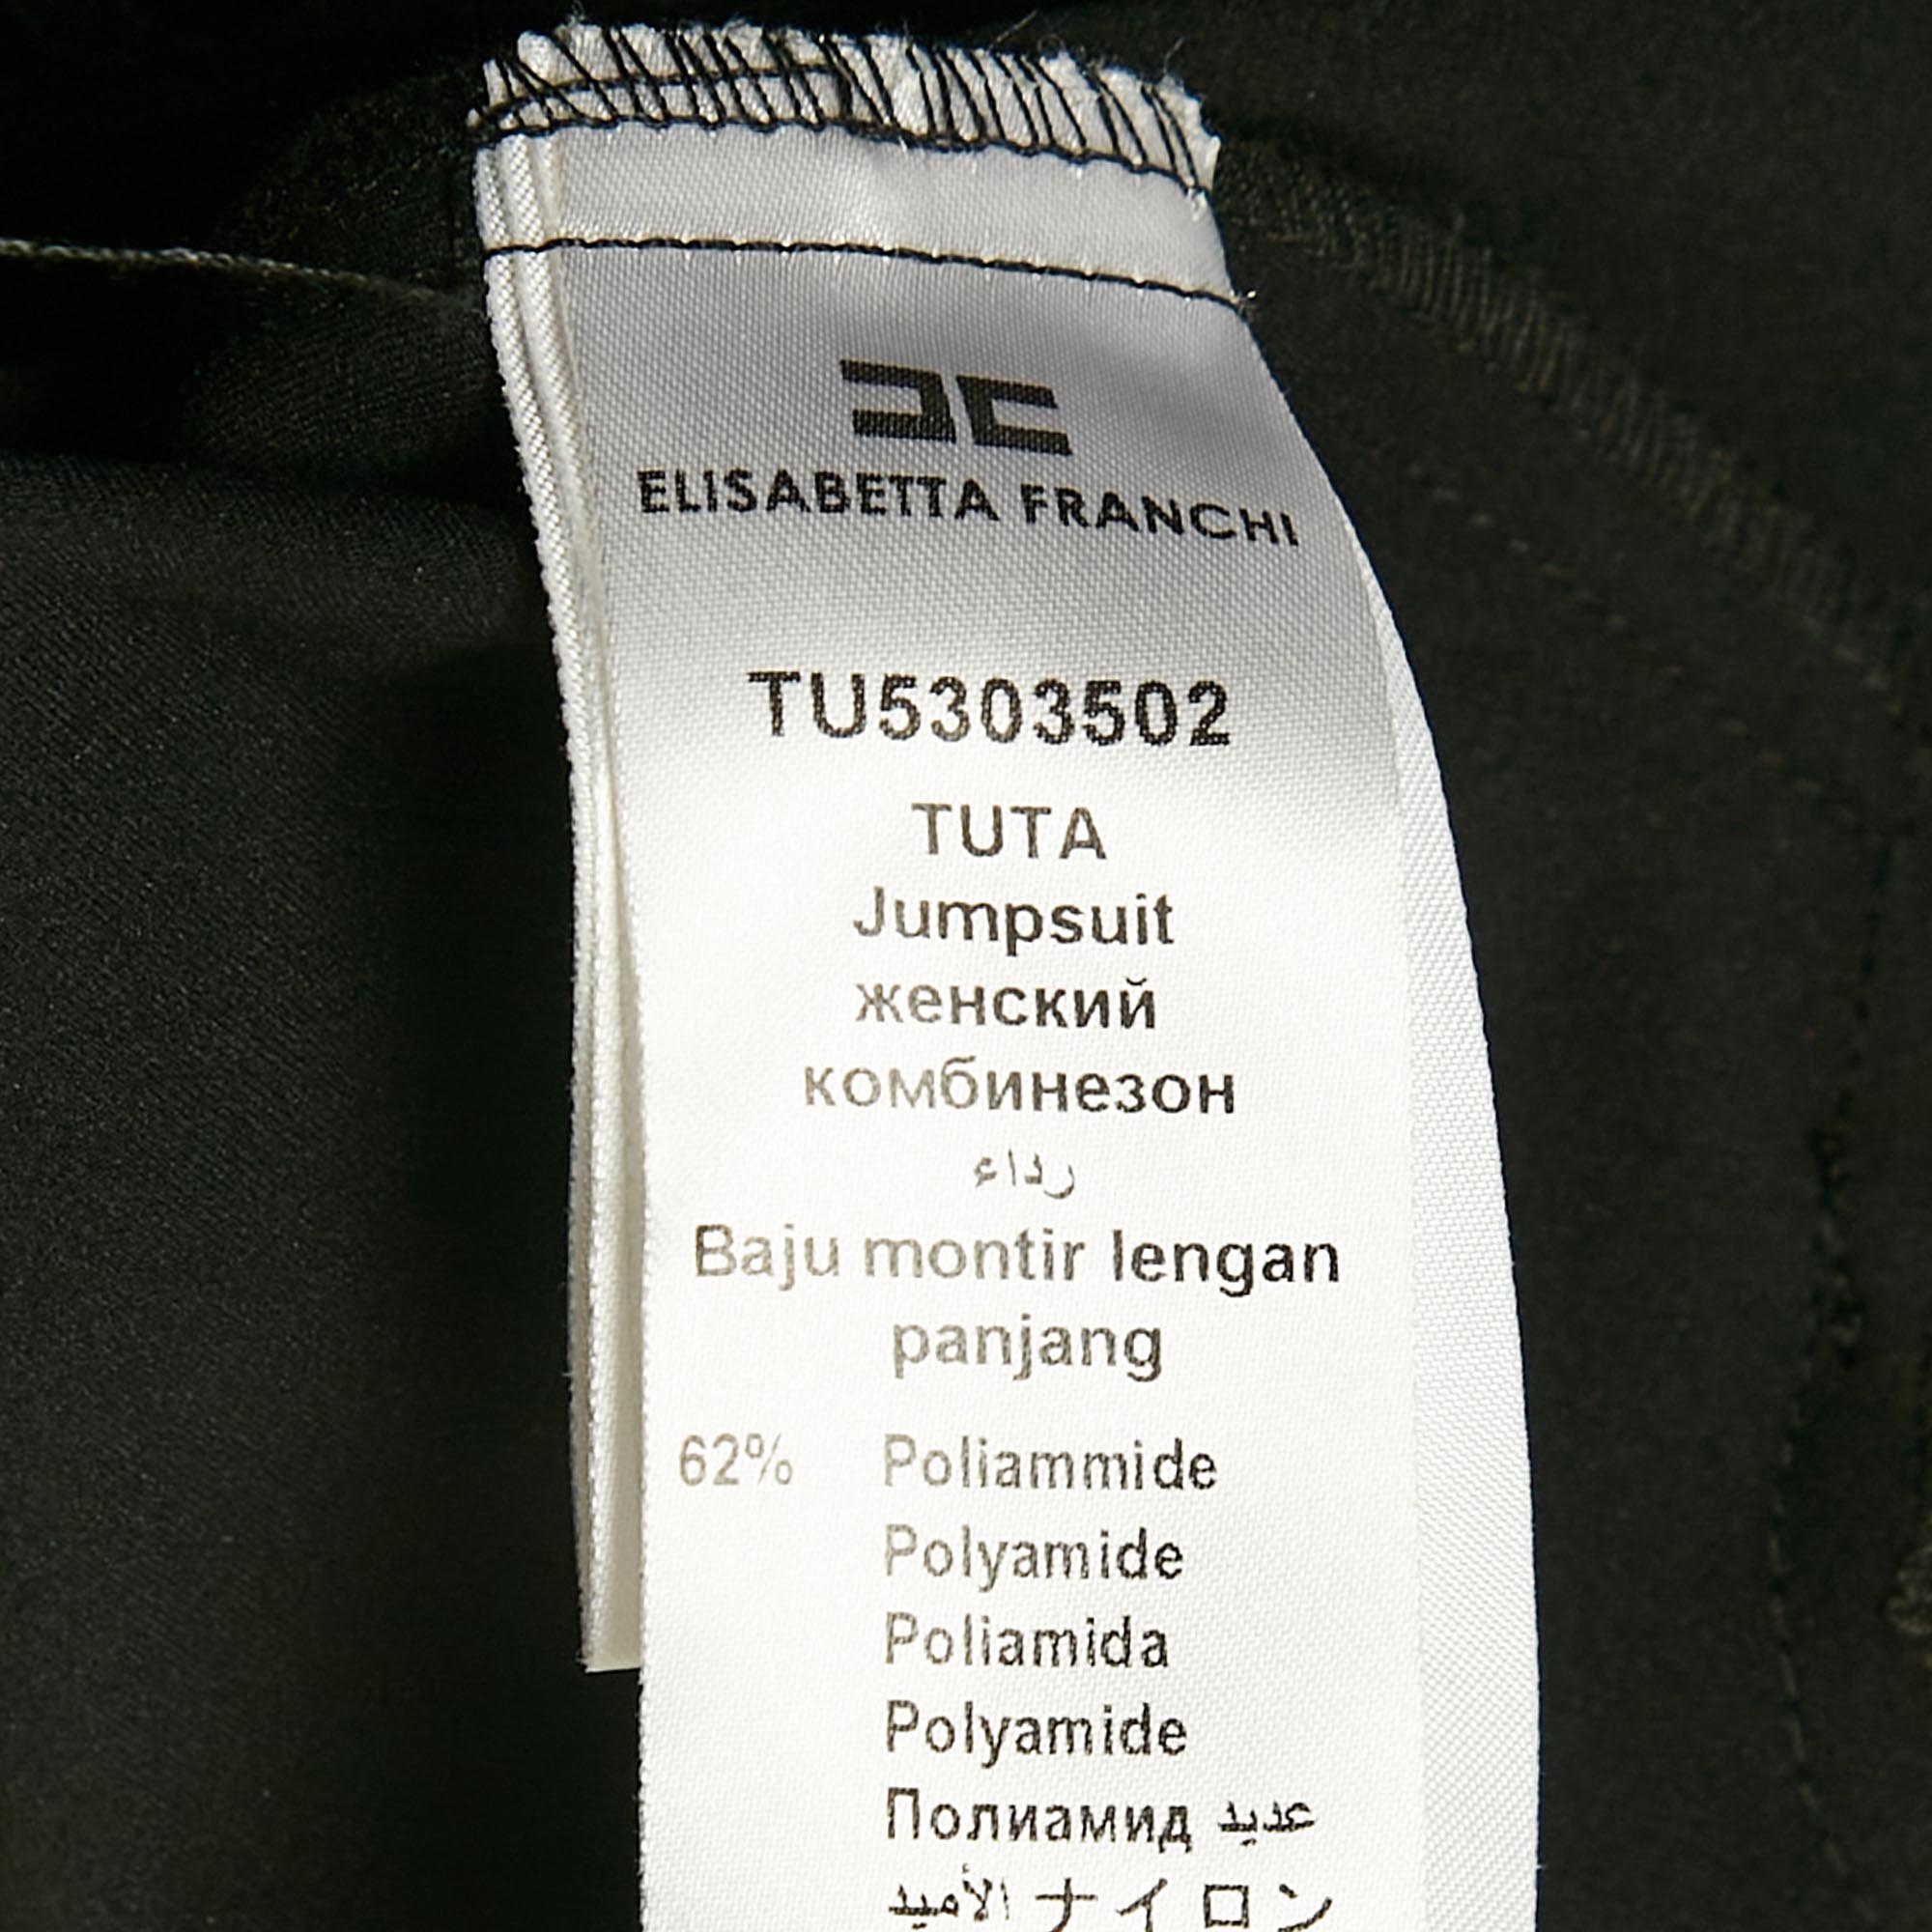 ELISABETTA FRANCHI
TU5303502
TUTA
Jumpsuit
женский
комбинезон
رداء
Baju montir lengan
panjang
62% Poliammide
Polyamide
Poliamida
Polyamide
Полиамид عديد
الأميد ナイロン